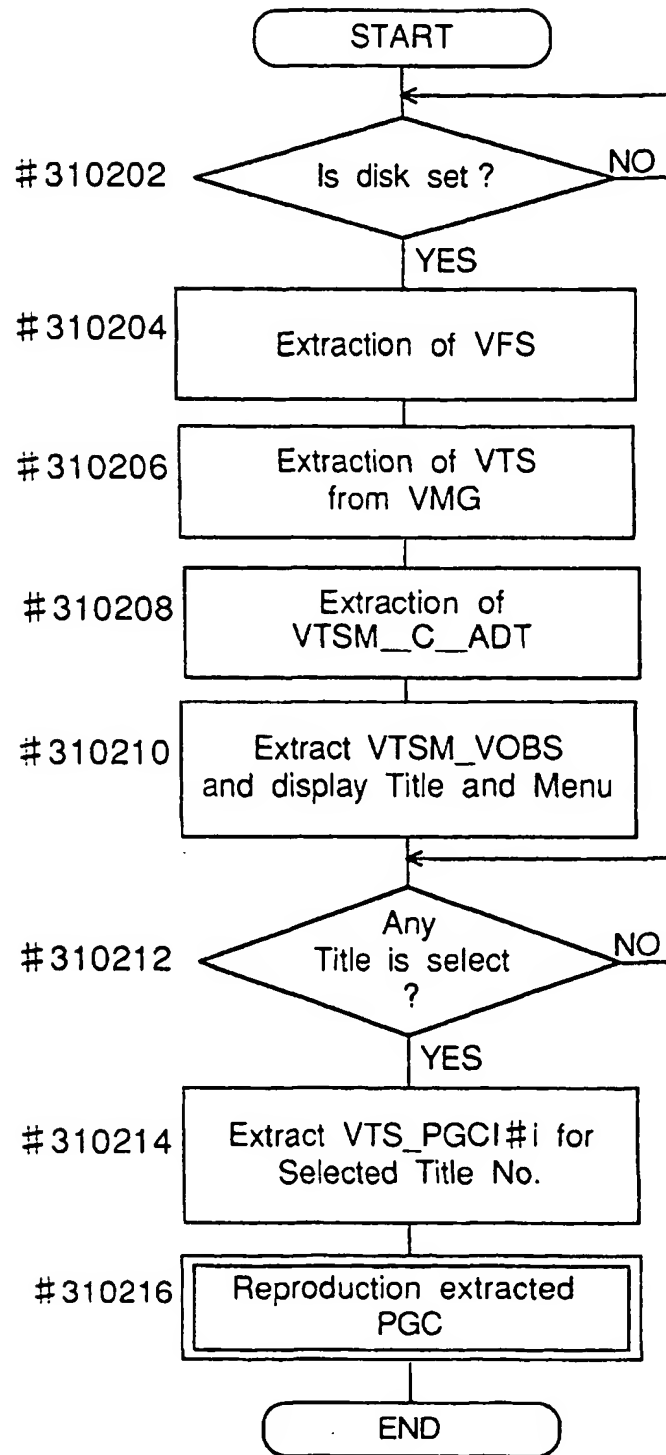 START
#310202
Is disk set ?
NO
YES
#310204
Extraction of VFS
#310206
Extraction of VTS
from VMG
#310208
Extraction of
VTSM__C__ADT
#310210
Extract VTSM_VOBS
and display Title and Menu
#310212
Any
Title is select
?
NO
YES
#310214
Extract VTS_PGCI#i for
Selected Title No.
#310216
Reproduction extracted
PGC
END